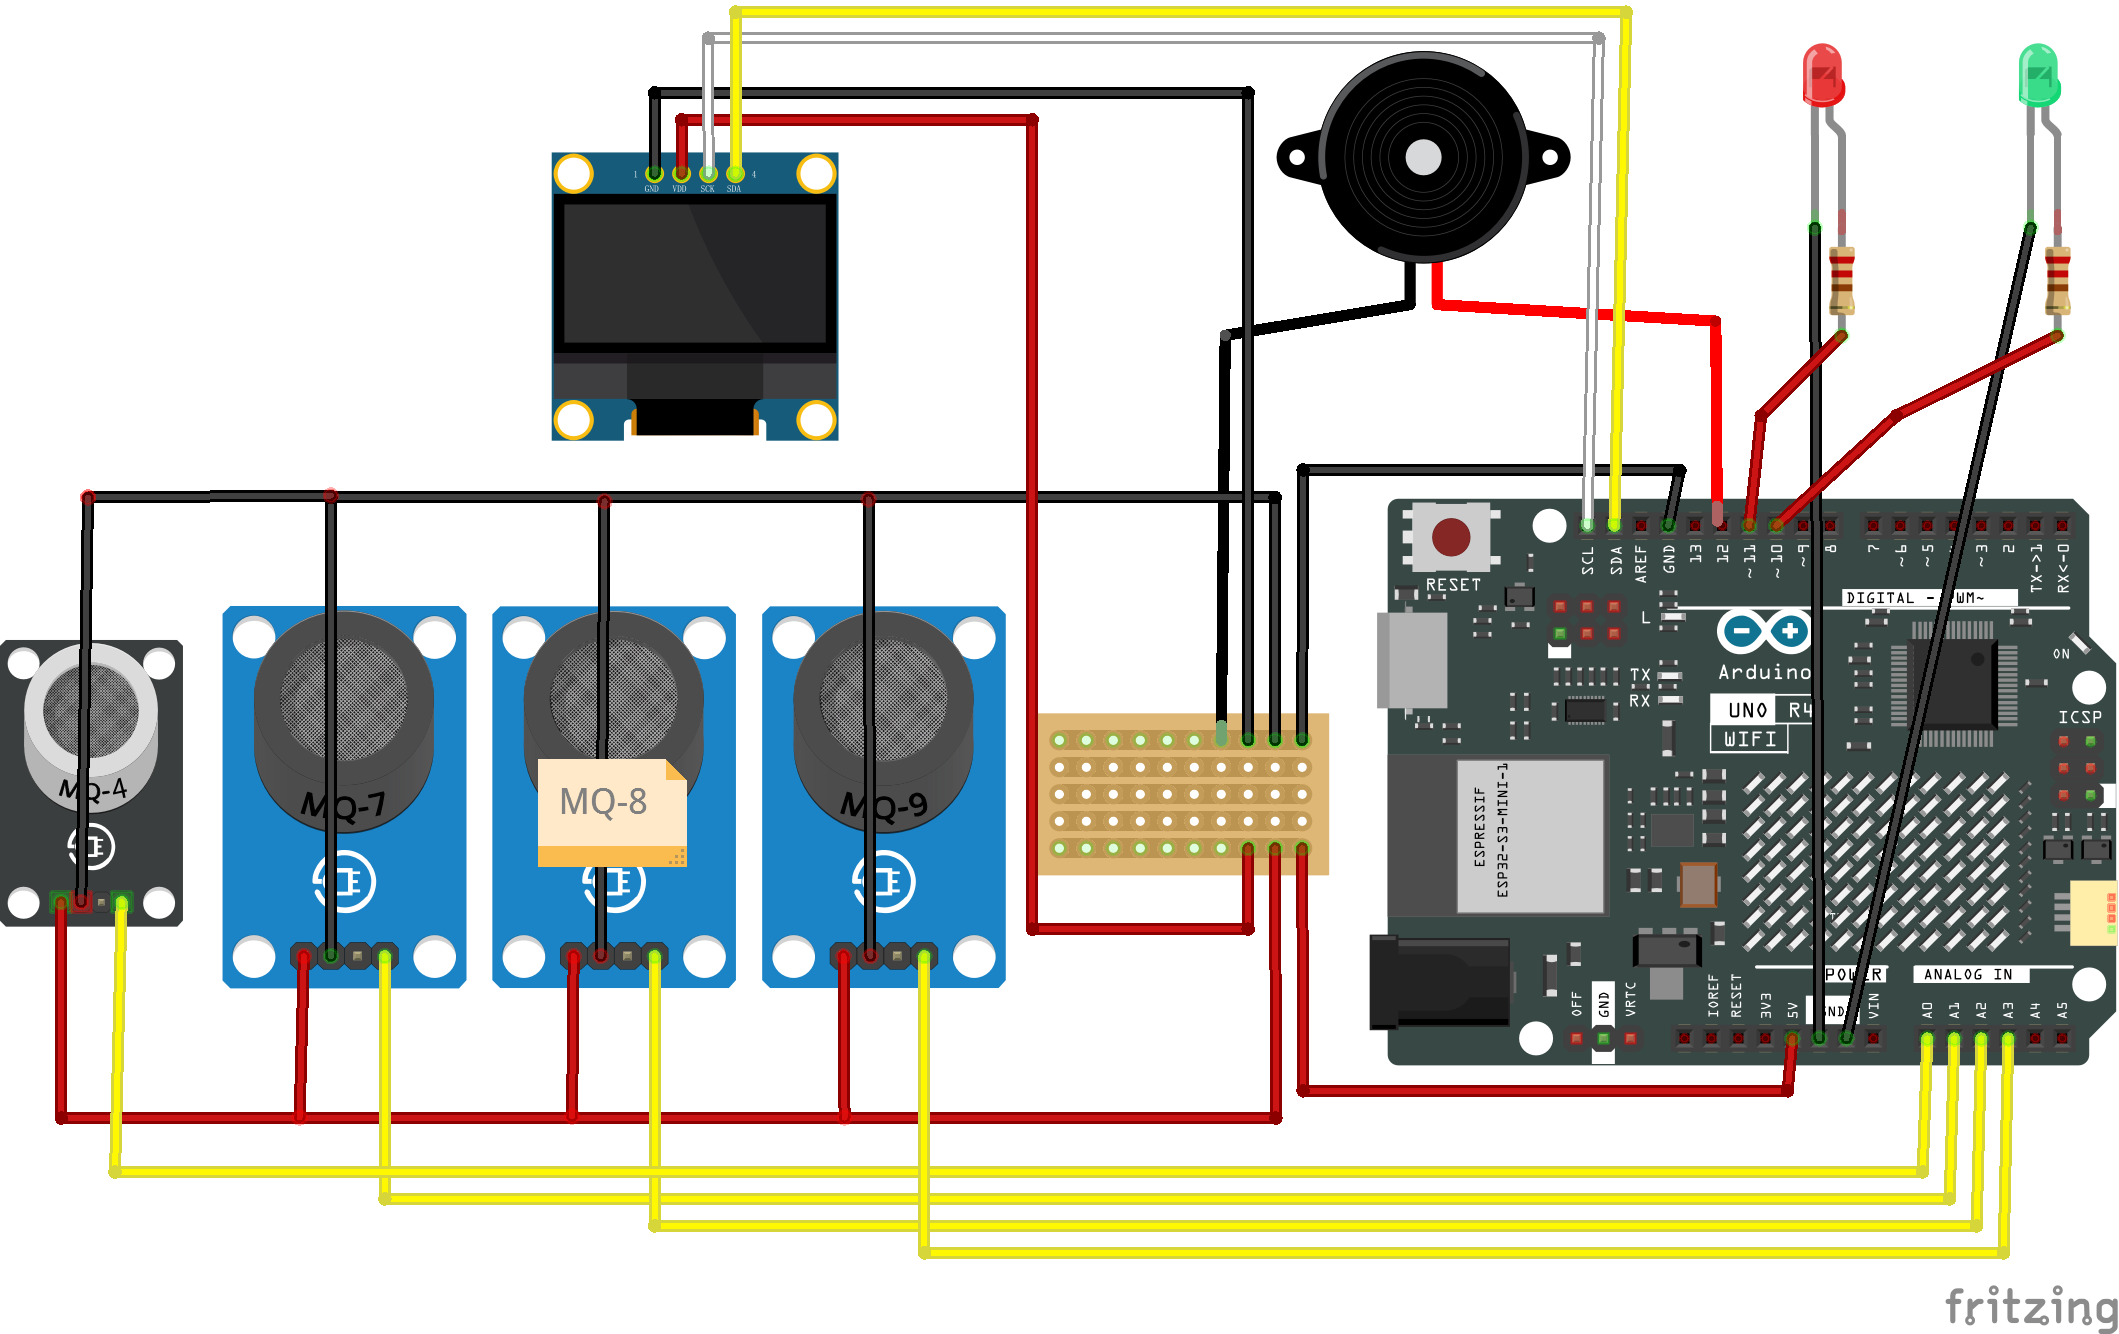 1 GND VDD SCK SDA 4
MQ-4
MQ-7
MQ-8
MQ-9
RESET
SCL
SDA
AREF
GND
13
12
~11
~10
~9
8
7
~6
~5
~3
2
TX->1
RX<-0
DIGITAL
WM~
L
TX
RX
Arduino
UNO R4
WIFI
ON
ICSP
ESPRESSIF
ESP32-S3-MINI-1
POWER
ANALOG IN
OFF
GND
VRTC
IOREF
RESET
3V3
5V
GND
VIN
A0
A1
A2
A3
A4
A5
fritzing